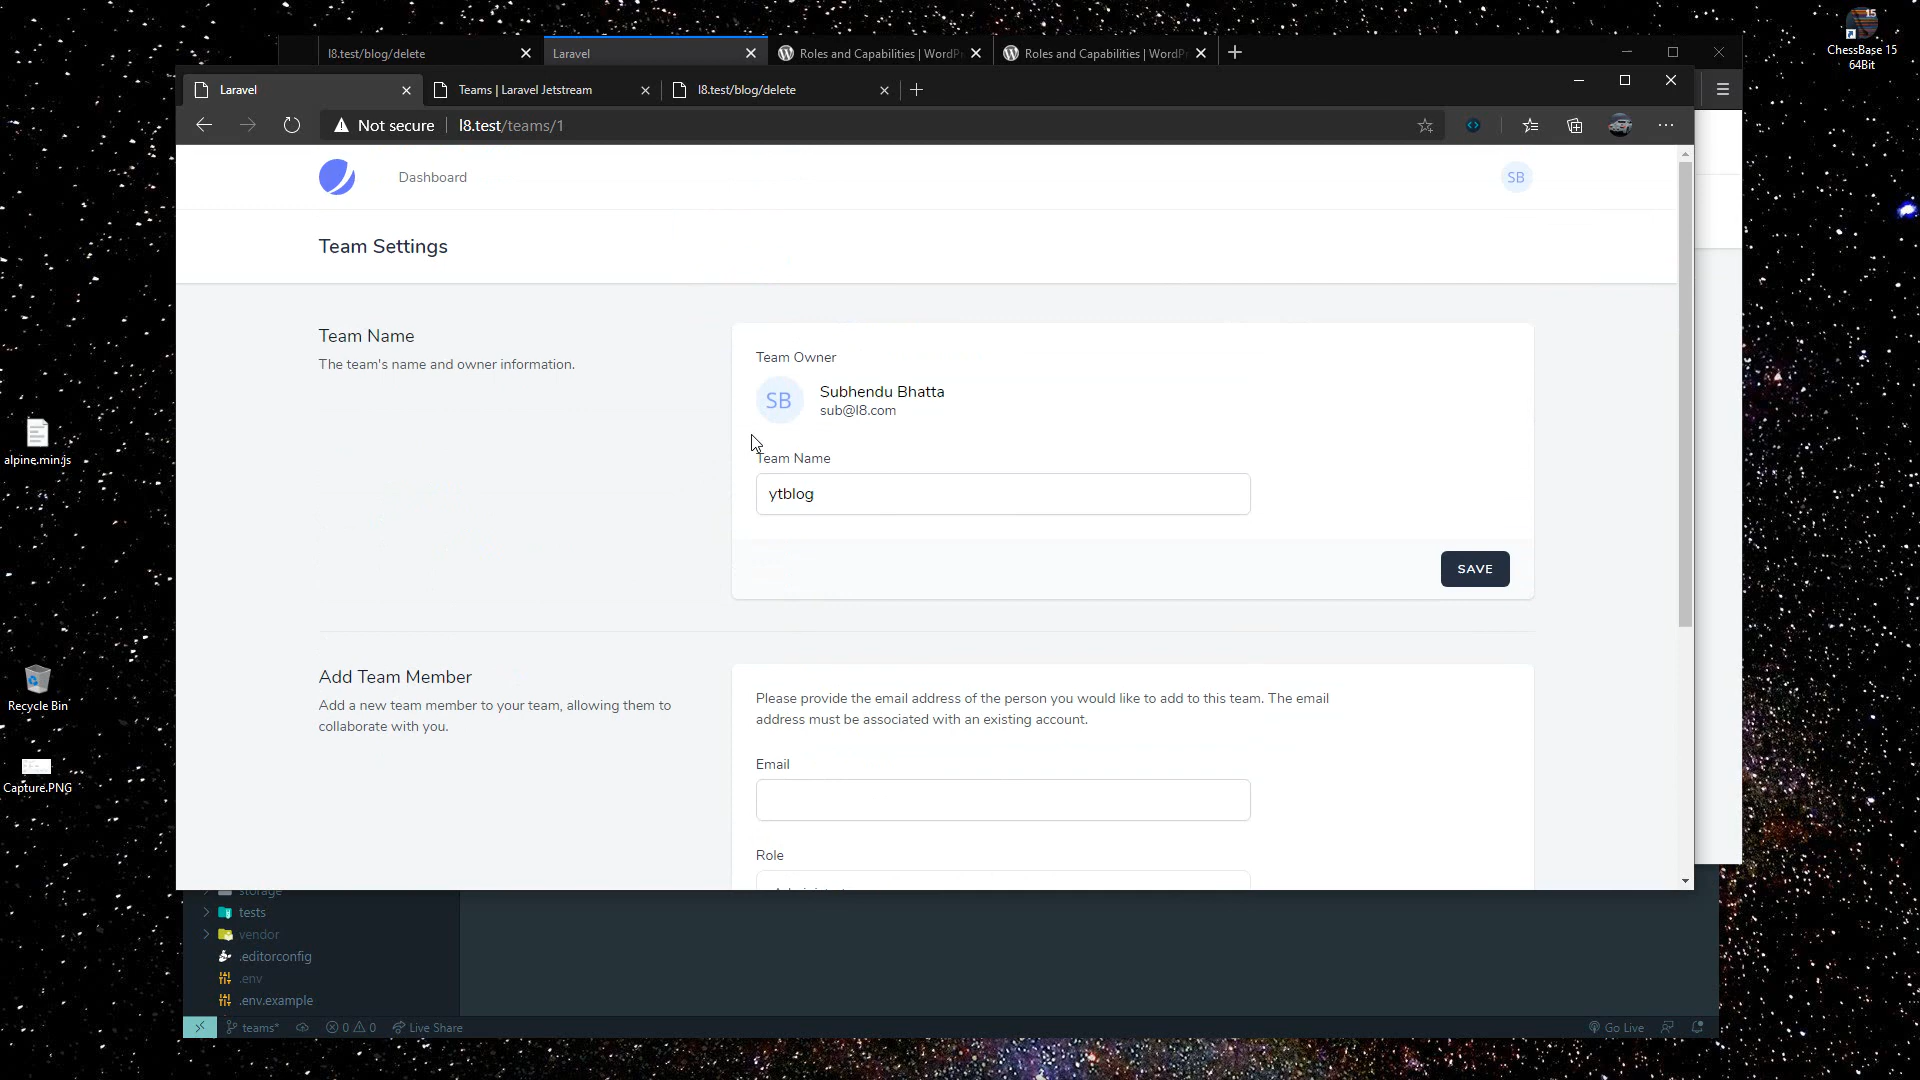 ChessBase 15
64Bit
15
l8.test/blog/delete
Laravel
Roles and Capabilities | WordPr
Roles and Capabilities | WordPr
Laravel
Teams | Laravel Jetstream
l8.test/blog/delete
Not secure
l8.test/teams/1
Dashboard
SB
Team Settings
Team Name
The team's name and owner information.
Team Owner
SB
Subhendu Bhatta
sub@l8.com
Team Name
ytblog
SAVE
Add Team Member
Add a new team member to your team, allowing them to
collaborate with you.
Please provide the email address of the person you would like to add to this team. The email
address must be associated with an existing account.
Email
Role
alpine.min.js
Recycle Bin
Capture.PNG
storage
tests
vendor
.editorconfig
.env
.env.example
teams*
0
0
Live Share
Go Live